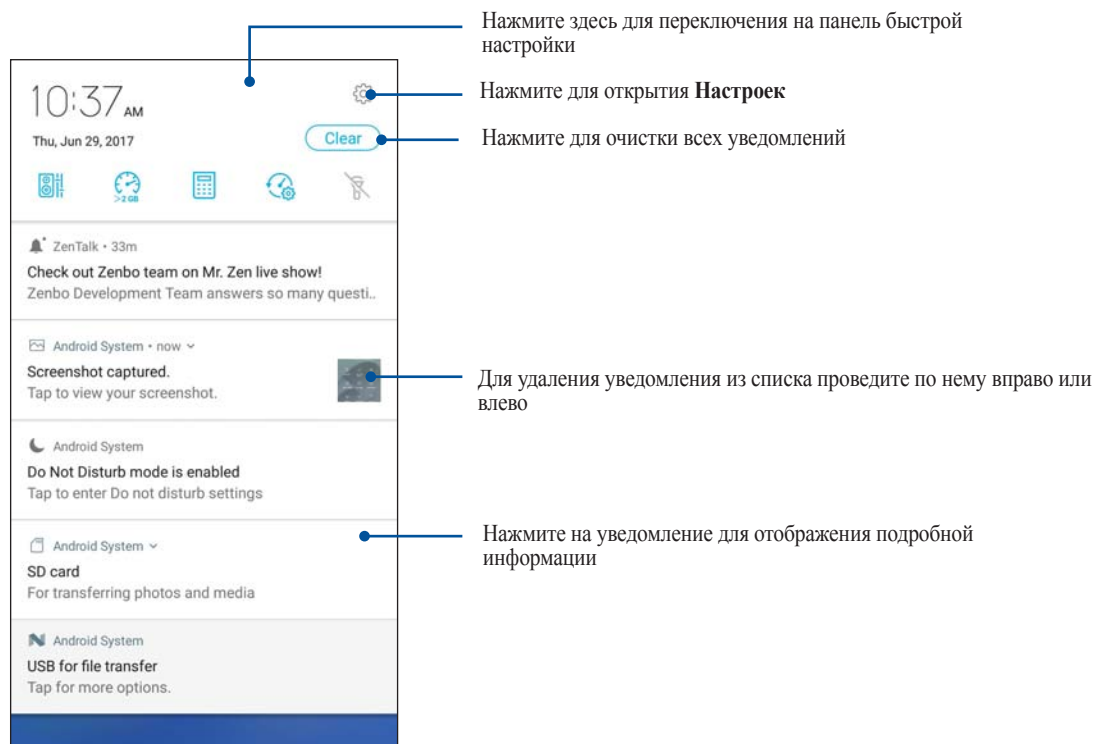 Нажмите здесь для переключения на панель быстрой
настройки
Нажмите для открытия Настроек
Нажмите для очистки всех уведомлений
10:37 AM
Thu, Jun 29, 2017
Clear
>2 GB
ZenTalk • 33m
Check out Zenbo team on Mr. Zen live show!
Zenbo Development Team answers so many questi..
Android System • now
Screenshot captured.
Tap to view your screenshot.
Для удаления уведомления из списка проведите по нему вправо или
влево
Android System
Do Not Disturb mode is enabled
Tap to enter Do not disturb settings
Android System
SD card
For transferring photos and media
Нажмите на уведомление для отображения подробной
информации
Android System
USB for file transfer
Tap for more options.